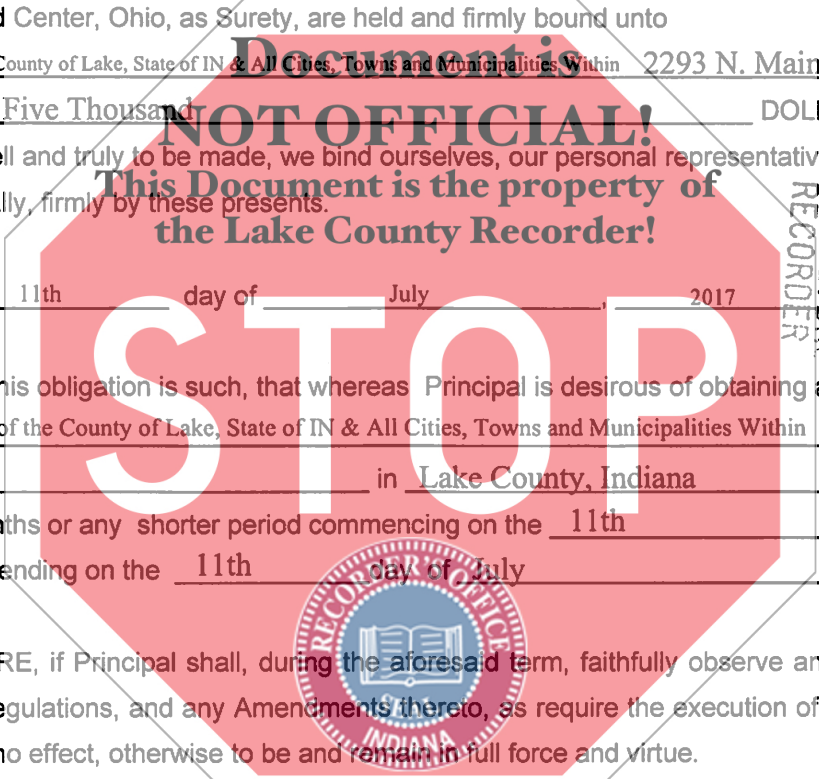 d Center, Ohio, as Surety, are held and firmly bound unto
County of Lake, State of IN & All Cities, Towns and Municipalities Within 2293 N. Main
Document is
Five Thousand DOLL
NOT OFFICIAL!
ll and truly to be made, we bind ourselves, our personal representativ
This Document is the property of
lly, firmly by these presents.
the Lake County Recorder!
RECORDER
11th day of July, 2017
STOP
his obligation is such, that whereas Principal is desirous of obtaining a
of the County of Lake, State of IN & All Cities, Towns and Municipalities Within
in Lake County, Indiana
ths or any shorter period commencing on the 11th
ending on the 11th day of July
RECORDER'S OFFICE
SEAL
INDIANA
RE, if Principal shall, during the aforesaid term, faithfully observe an
egulations, and any Amendments thereto, as require the execution of
no effect, otherwise to be and remain in full force and virtue.